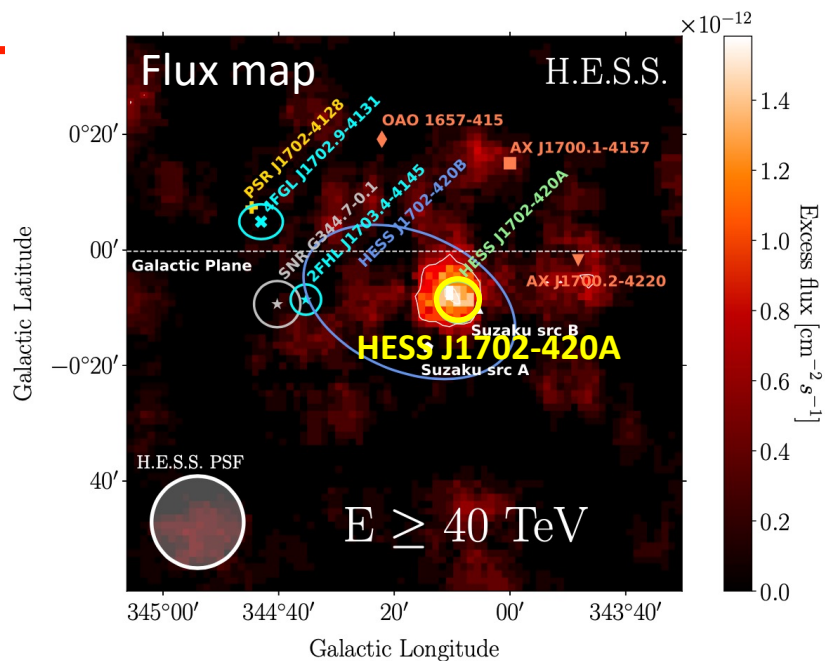 ×10⁻¹²
Flux map
H.E.S.S.
PSR J1702-4128
4FGL J1702.9-4131
OAO 1657-415
AX J1700.1-4157
SNR G344.7-0.1
2FHL J1703.4-4145
HESS J1702-420B
HESS J1702-420A
Galactic Plane
AX J1700.2-4220
Suzaku src B
HESS J1702-420A
Suzaku src A
H.E.S.S. PSF
E ≥ 40 TeV
0°20′
00′
−0°20′
40′
Galactic Latitude
345°00′
344°40′
20′
00′
343°40′
Galactic Longitude
1.4
1.2
1.0
0.8
0.6
0.4
0.2
0.0
Excess flux [cm⁻² s⁻¹]